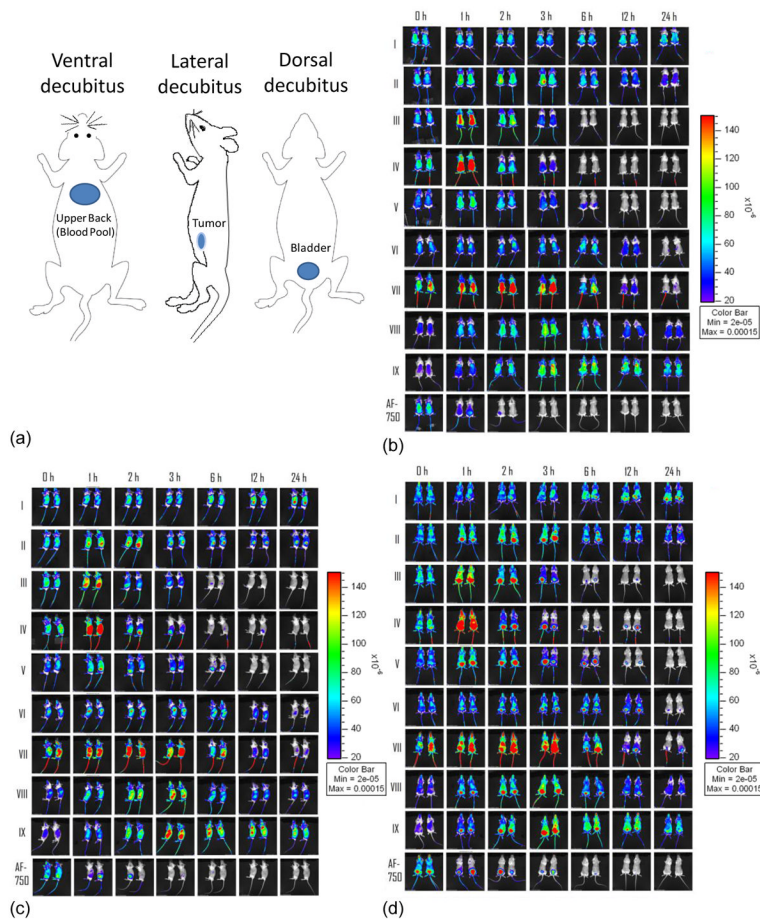 Ventral decubitus
Lateral decubitus
Dorsal decubitus
Upper Back (Blood Pool)
Tumor
Bladder
(a)
0 h 1 h 2 h 3 h 6 h 12 h 24 h
I
II
III
IV
V
VI
VII
VIII
IX
AF-750
140
120
100
80
60
40
20
x10⁻⁶
Color Bar
Min = 2e-05
Max = 0.00015
(b)
0 h 1 h 2 h 3 h 6 h 12 h 24 h
I
II
III
IV
V
VI
VII
VIII
IX
AF-750
140
120
100
80
60
40
20
x10⁻⁶
Color Bar
Min = 2e-05
Max = 0.00015
(c)
0 h 1 h 2 h 3 h 6 h 12 h 24 h
I
II
III
IV
V
VI
VII
VIII
IX
AF-750
140
120
100
80
60
40
20
x10⁻⁶
Color Bar
Min = 2e-05
Max = 0.00015
(d)